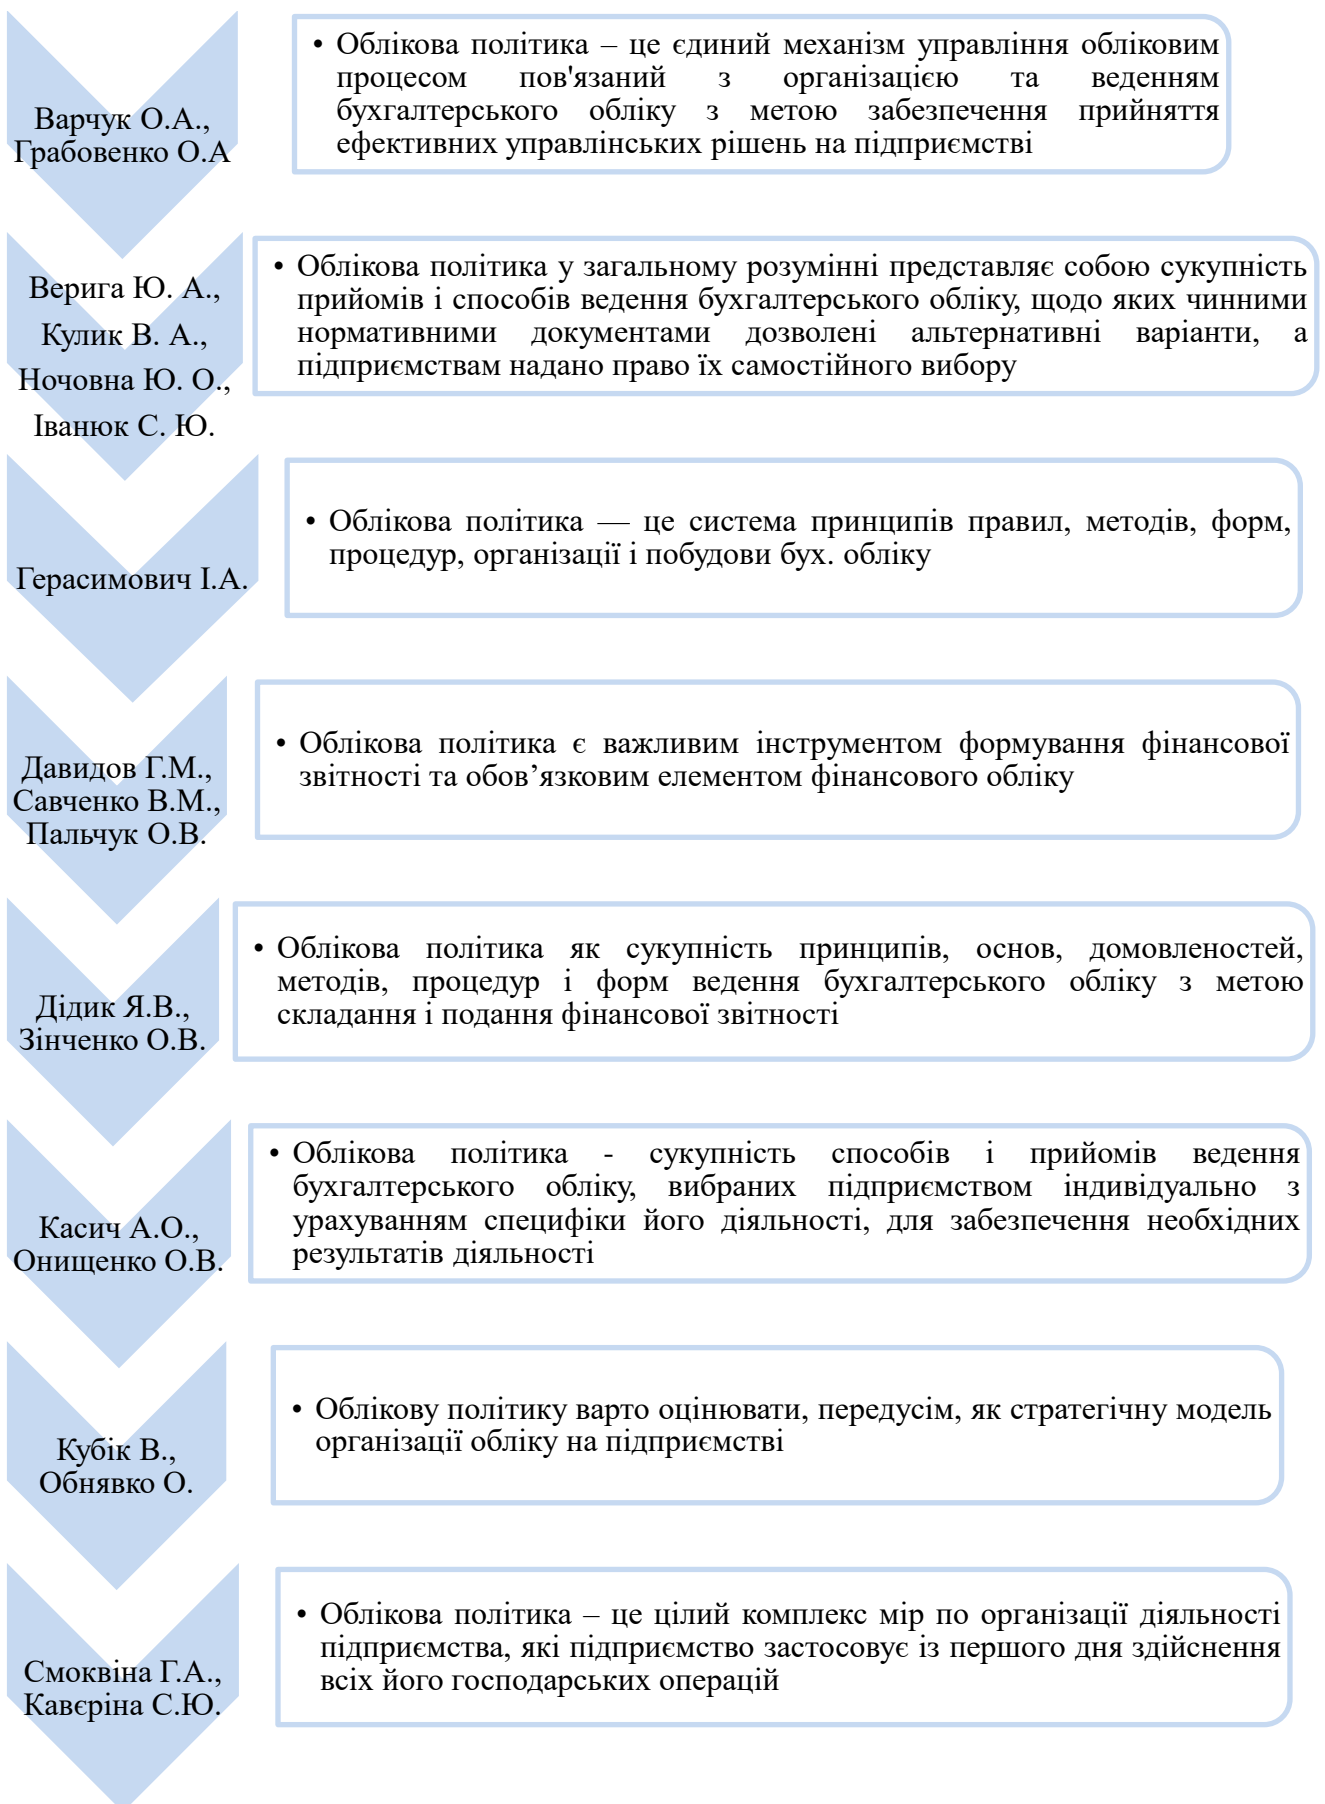 Варчук О.А.,
Грабовенко О.А
• Облікова політика – це єдиний механізм управління обліковим
процесом пов'язаний з організацією та веденням
бухгалтерського обліку з метою забезпечення прийняття
ефективних управлінських рішень на підприємстві
Верига Ю. А.,
Кулик В. А.,
Ночовна Ю. О.,
Іванюк С. Ю.
• Облікова політика у загальному розумінні представляє собою сукупність
прийомів і способів ведення бухгалтерського обліку, щодо яких чинними
нормативними документами дозволені альтернативні варіанти, а
підприємствам надано право їх самостійного вибору
Герасимович І.А.
• Облікова політика — це система принципів правил, методів, форм,
процедур, організації і побудови бух. обліку
Давидов Г.М.,
Савченко В.М.,
Пальчук О.В.
• Облікова політика є важливим інструментом формування фінансової
звітності та обов’язковим елементом фінансового обліку
Дідик Я.В.,
Зінченко О.В.
• Облікова політика як сукупність принципів, основ, домовленостей,
методів, процедур і форм ведення бухгалтерського обліку з метою
складання і подання фінансової звітності
Касич А.О.,
Онищенко О.В.
• Облікова політика - сукупність способів і прийомів ведення
бухгалтерського обліку, вибраних підприємством індивідуально з
урахуванням специфіки його діяльності, для забезпечення необхідних
результатів діяльності
Кубік В.,
Обнявко О.
• Облікову політику варто оцінювати, передусім, як стратегічну модель
організації обліку на підприємстві
Смоквіна Г.А.,
Кавєріна С.Ю.
• Облікова політика – це цілий комплекс мір по організації діяльності
підприємства, які підприємство застосовує із першого дня здійснення
всіх його господарських операцій